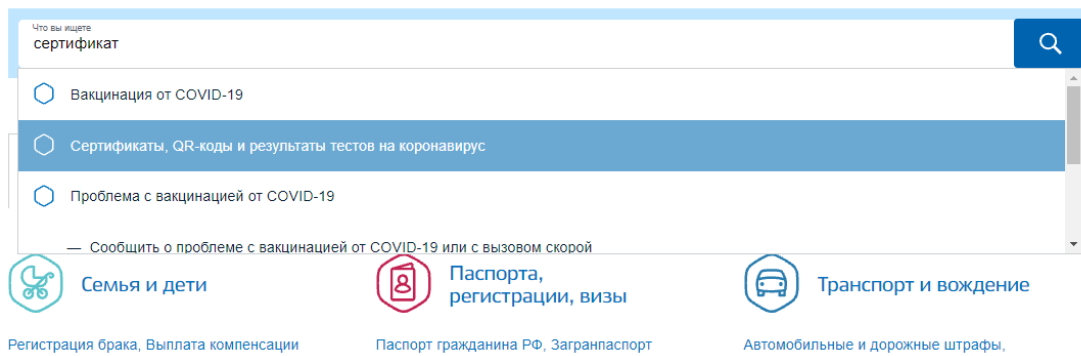 Что вы ищете
сертификат
Вакцинация от COVID-19
Сертификаты, QR-коды и результаты тестов на коронавирус
Проблема с вакцинацией от COVID-19
— Сообщить о проблеме с вакцинацией от COVID-19 или с вызовом скорой
Семья и дети
Паспорта,
регистрации, визы
Транспорт и вождение
Регистрация брака, Выплата компенсации
Паспорт гражданина РФ, Загранпаспорт
Автомобильные и дорожные штрафы,